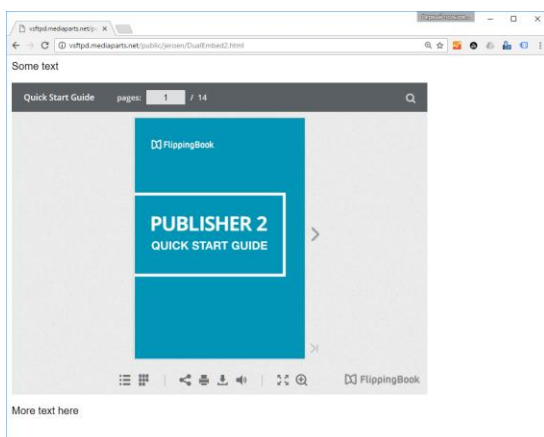 vsftpd.mediaparts.net/p
vsftpd.mediaparts.net/public/jeroen/DualEmbed2.html
Some text
Quick Start Guide pages: 1 / 14
FlippingBook
PUBLISHER 2
QUICK START GUIDE
FlippingBook
More text here